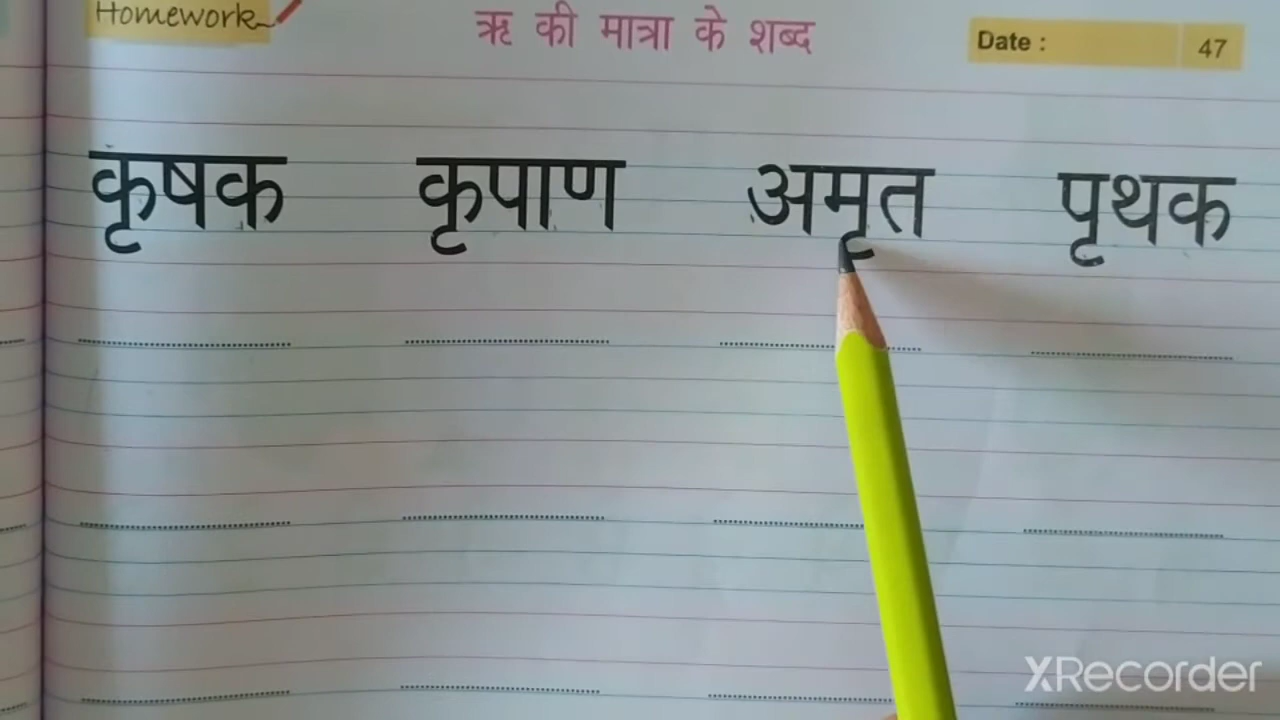 Homework
ऋ की मात्रा के शब्द
Date : 47
कृषक कृपाण अमृत पृथक
XRecorder